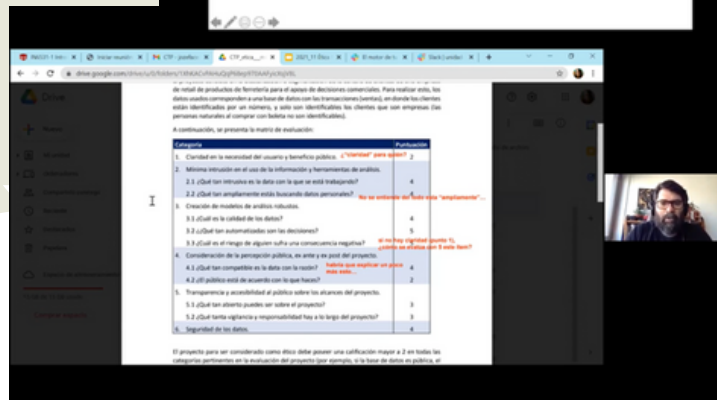 drive.google.com/drive/u/0/folders/
Drive
de retail de productos de ferretería para el apoyo de decisiones comerciales. Para realizar esto, los
datos usados corresponden a una base de datos con las transacciones (ventas), en donde los clientes
están identificados por un número, y solo son identificables los clientes que son empresas (las
personas naturales al comprar con boleta no son identificables).
A continuación, se presenta la matriz de evaluación:
Categoría Puntuación
1. Claridad en la necesidad del usuario y beneficio público. ¿"claridad" para quién? 2
2. Mínima intrusión en el uso de la información y herramientas de análisis.
2.1 ¿Qué tan intrusiva es la data con la que se está trabajando? 4
2.2 ¿Qué tan ampliamente estás buscando datos personales? 4
No se entiende del todo esta "ampliamente"...
3. Creación de modelos de análisis robustos.
3.1 ¿Cuál es la calidad de los datos? 4
3.2 ¿¿Qué tan automatizados son las decisiones? 5
3.3 ¿Cuál es el riesgo de alguien sufra una consecuencia negativa?
si no hay claridad (punto 1),
¿cómo se evalúa con 5 este ítem?
4. Consideración de la percepción pública, ex ante y ex post del proyecto.
4.1 ¿Qué tan compatible es la data con la razón? 4
habría que explicar un poco
más esto...
4.2 ¿El público está de acuerdo con lo que haces? 2
5. Transparencia y accesibilidad al público sobre los alcances del proyecto.
5.1 ¿Qué tan abierto puedes ser sobre el proyecto? 3
5.2 ¿Qué tanta vigilancia y responsabilidad hay a lo largo del proyecto? 3
6. Seguridad de los datos. 4
El proyecto para ser considerado como ético debe poseer una calificación mayor a 2 en todas las
categorías pertinentes en la evaluación del proyecto (por ejemplo, si la base de datos es pública, el